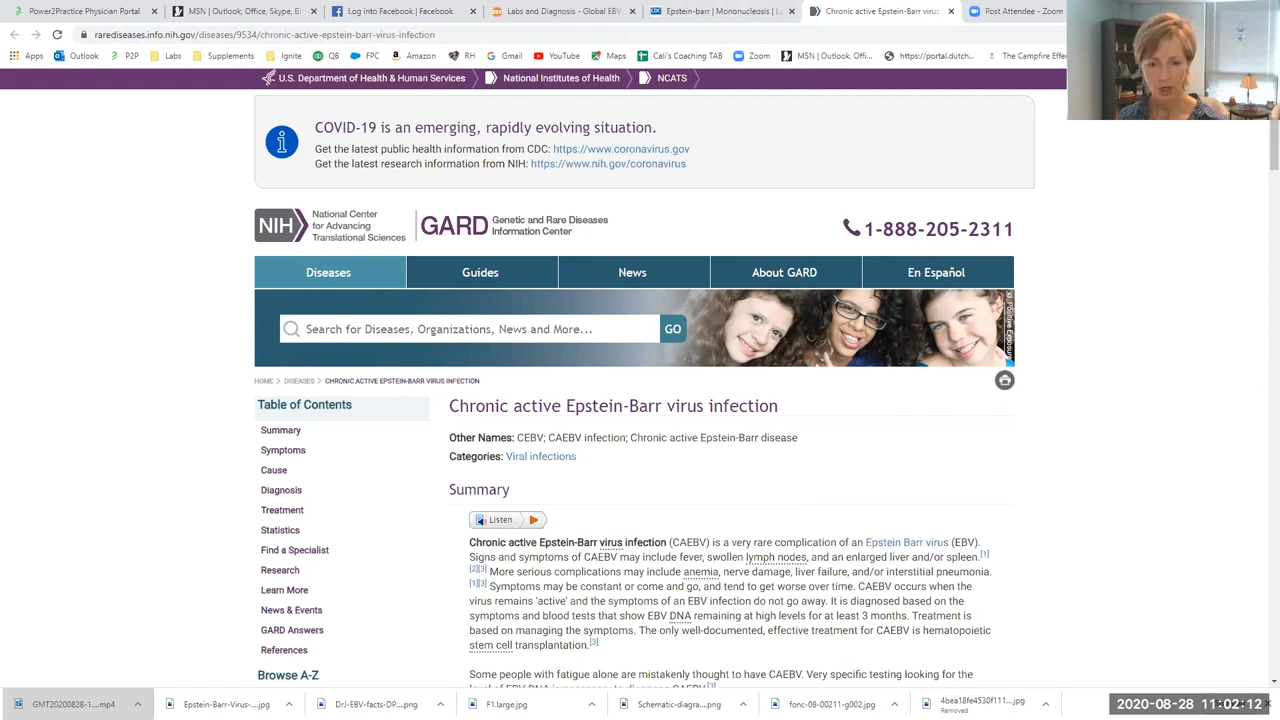 Power2Practice Physician Portal
MSN | Outlook, Office, Skype, Bi
Log into Facebook | Facebook
Labs and Diagnosis - Global EBV
Epstein-barr | Mononucleosis | La
Chronic active Epstein-Barr virus
Post Attendee - Zoom
rarediseases.info.nih.gov/diseases/9534/chronic-active-epstein-barr-virus-infection
Apps Outlook P2P Labs Supplements Ignite QB FPC Amazon RH Gmail YouTube Maps Cali's Coaching TAB Zoom MSN | Outlook, Offi... https://portal.dutch... The Campfire Effe
U.S. Department of Health & Human Services National Institutes of Health NCATS
COVID-19 is an emerging, rapidly evolving situation.
Get the latest public health information from CDC: https://www.coronavirus.gov
Get the latest research information from NIH: https://www.nih.gov/coronavirus
NIH National Center for Advancing Translational Sciences
GARD Genetic and Rare Diseases Information Center
1-888-205-2311
Diseases Guides News About GARD En Español
Search for Diseases, Organizations, News and More... GO
© Positive Exposure
HOME > DISEASES > CHRONIC ACTIVE EPSTEIN-BARR VIRUS INFECTION
Table of Contents
Summary
Symptoms
Cause
Diagnosis
Treatment
Statistics
Find a Specialist
Research
Learn More
News & Events
GARD Answers
References
Browse A-Z
Chronic active Epstein-Barr virus infection
Other Names: CEBV; CAEBV infection; Chronic active Epstein-Barr disease
Categories: Viral infections
Summary
Listen
Chronic active Epstein-Barr virus infection (CAEBV) is a very rare complication of an Epstein Barr virus (EBV).
Signs and symptoms of CAEBV may include fever, swollen lymph nodes, and an enlarged liver and/or spleen.[1]
[2][3] More serious complications may include anemia, nerve damage, liver failure, and/or interstitial pneumonia.
[1][3] Symptoms may be constant or come and go, and tend to get worse over time. CAEBV occurs when the
virus remains 'active' and the symptoms of an EBV infection do not go away. It is diagnosed based on the
symptoms and blood tests that show EBV DNA remaining at high levels for at least 3 months. Treatment is
based on managing the symptoms. The only well-documented, effective treatment for CAEBV is hematopoietic
stem cell transplantation.[3]
Some people with fatigue alone are mistakenly thought to have CAEBV. Very specific testing looking for the
level of EBV DNA is necessary to diagnose CAEBV.[3]
GMT20200828-1....mp4
Epstein-Barr-Virus-....jpg
DrJ-EBV-facts-DP....png
F1.large.jpg
Schematic-diagra....png
fonc-08-00211-g002.jpg
4bea18fe4530f111....jpg
Removed
2020-08-28 11:02:12